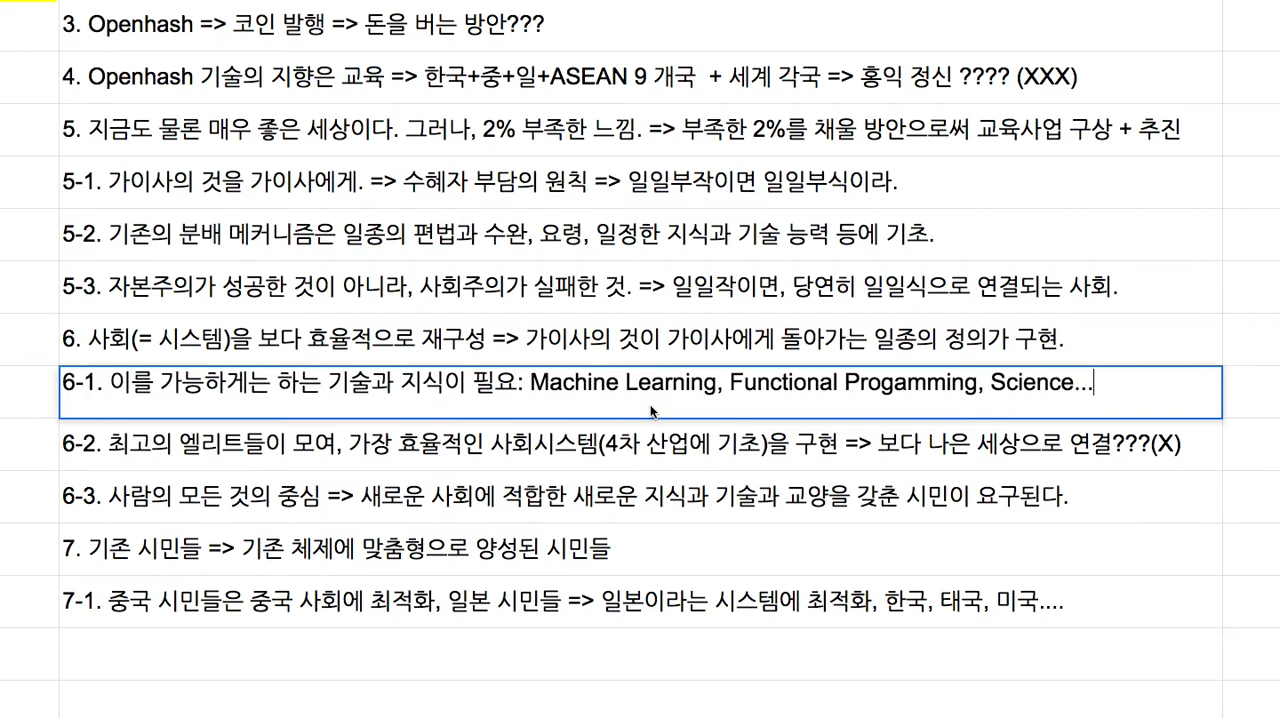 3. Openhash => 코인 발행 => 돈을 버는 방안???
4. Openhash 기술의 지향은 교육 => 한국+중+일+ASEAN 9 개국 + 세계 각국 => 홍익 정신 ???? (XXX)
5. 지금도 물론 매우 좋은 세상이다. 그러나, 2% 부족한 느낌. => 부족한 2%를 채울 방안으로써 교육사업 구상 + 추진
5-1. 가이사의 것을 가이사에게. => 수혜자 부담의 원칙 => 일일부작이면 일일부식이라.
5-2. 기존의 분배 메커니즘은 일종의 편법과 수완, 요령, 일정한 지식과 기술 능력 등에 기초.
5-3. 자본주의가 성공한 것이 아니라, 사회주의가 실패한 것. => 일일작이면, 당연히 일일식으로 연결되는 사회.
6. 사회(= 시스템)을 보다 효율적으로 재구성 => 가이사의 것이 가이사에게 돌아가는 일종의 정의가 구현.
6-1. 이를 가능하게는 하는 기술과 지식이 필요: Machine Learning, Functional Progamming, Science...
6-2. 최고의 엘리트들이 모여, 가장 효율적인 사회시스템(4차 산업에 기초)을 구현 => 보다 나은 세상으로 연결???(X)
6-3. 사람의 모든 것의 중심 => 새로운 사회에 적합한 새로운 지식과 기술과 교양을 갖춘 시민이 요구된다.
7. 기존 시민들 => 기존 체제에 맞춤형으로 양성된 시민들
7-1. 중국 시민들은 중국 사회에 최적화, 일본 시민들 => 일본이라는 시스템에 최적화, 한국, 태국, 미국....